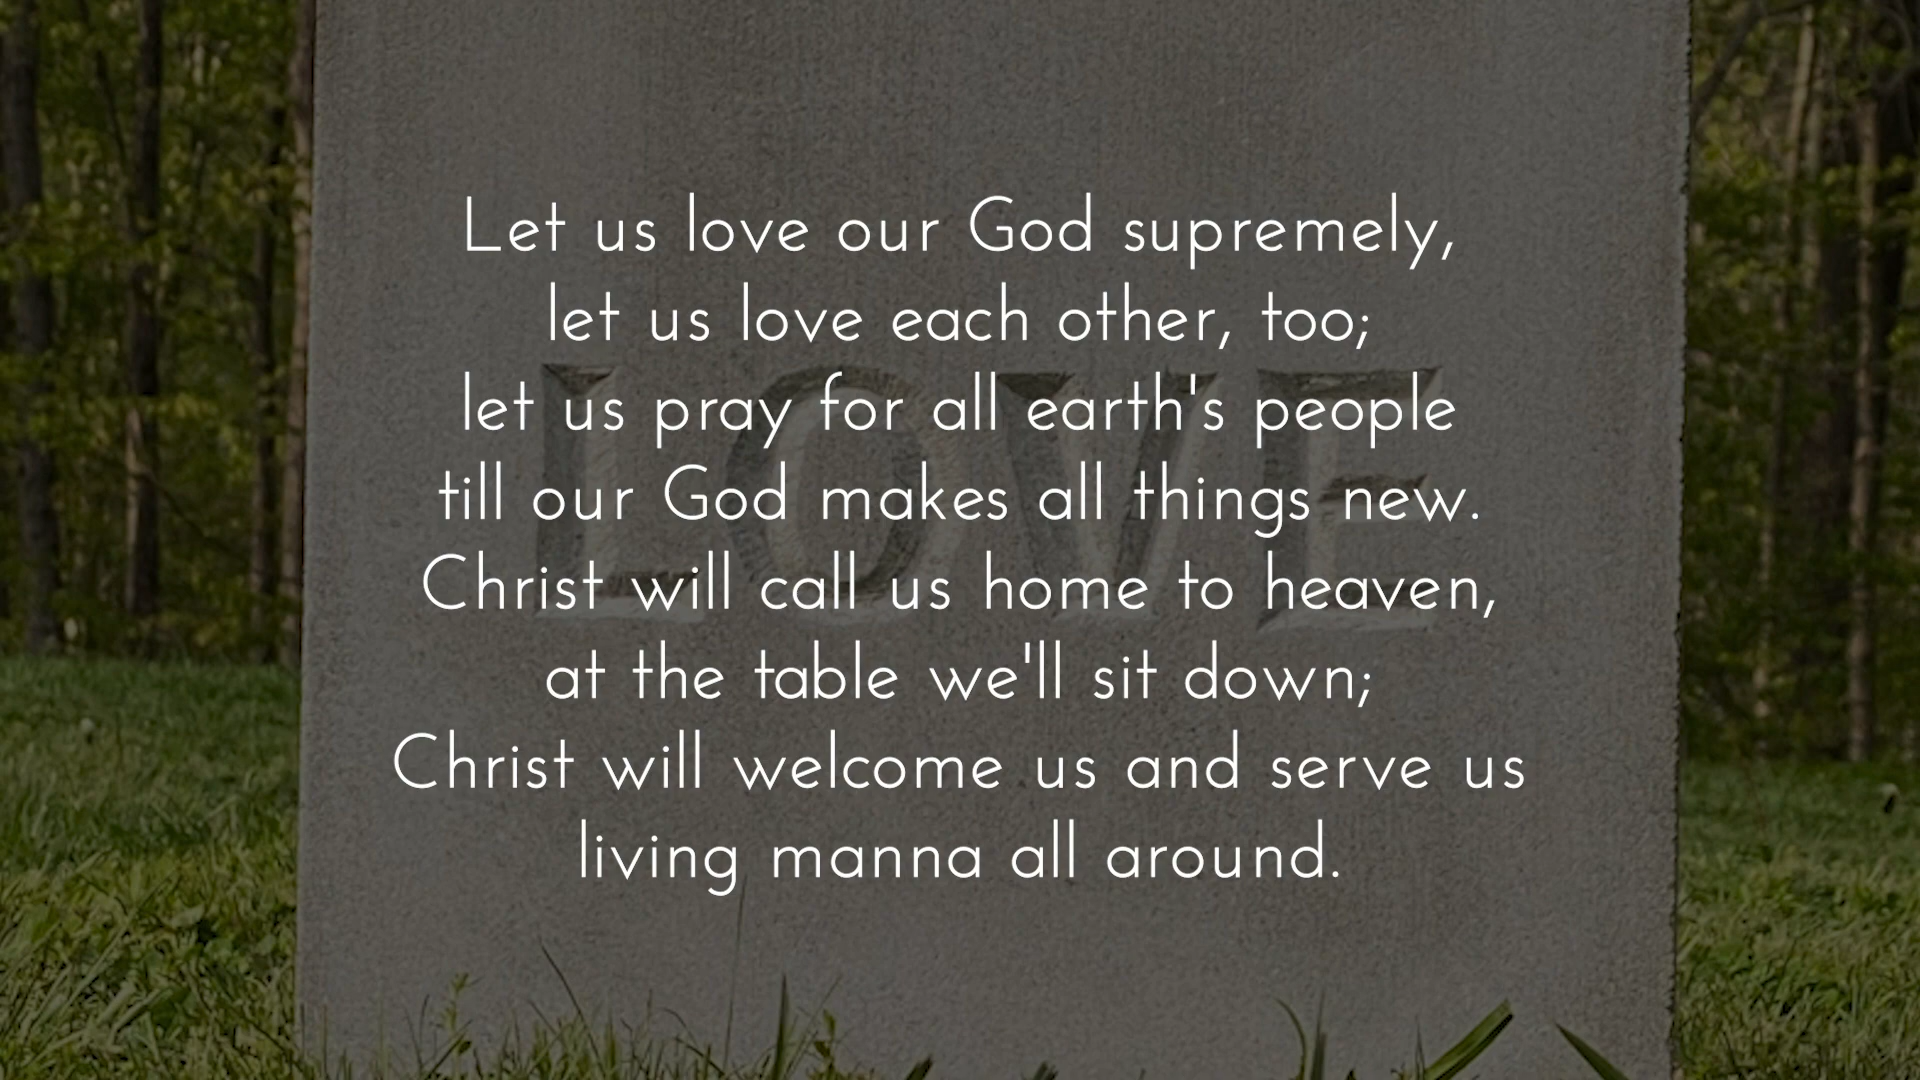 Let us love our God supremely,
let us love each other, too;
let us pray for all earth's people
till our God makes all things new.
Christ will call us home to heaven,
at the table we'll sit down;
Christ will welcome us and serve us
living manna all around.
LOVE